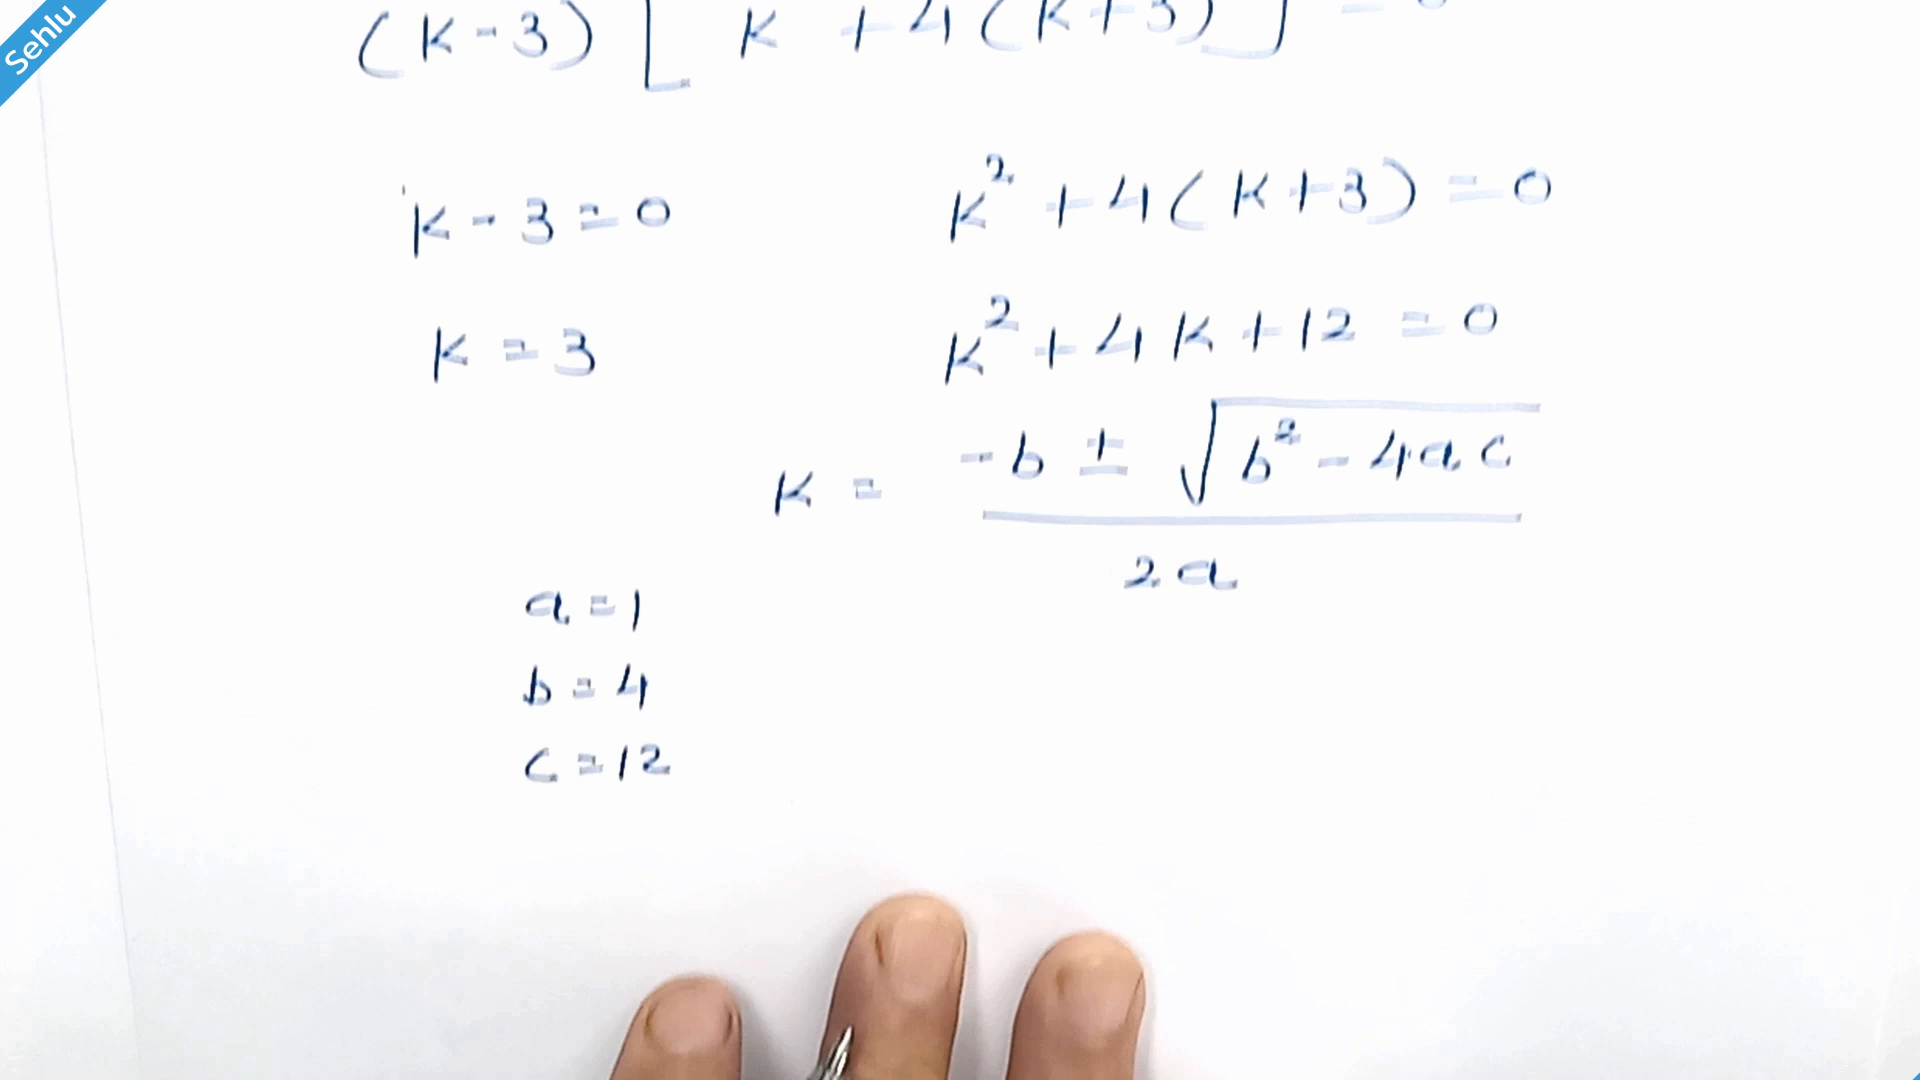 Sehlu
(k-3) [ k +4(k+3) ] = 0
k-3=0
k² +4(k+3)=0
k=3
k²+4k+12=0
k = (-b ± √(b²-4ac)) / 2a
a=1
b=4
c=12